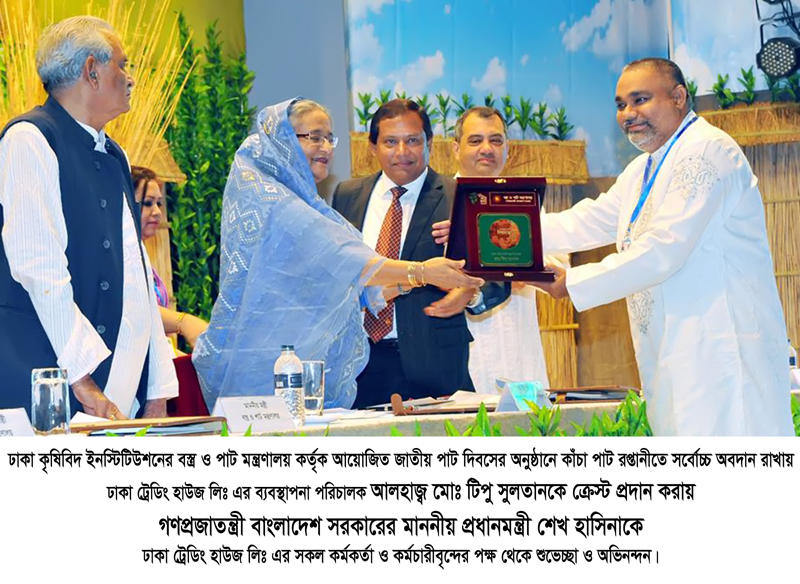 ঢাকা কৃষিবিদ ইনস্টিটিউশনের বস্ত্র ও পাট মন্ত্রণালয় কর্তৃক আয়োজিত জাতীয় পাট দিবসের অনুষ্ঠানে কাঁচা পাট রপ্তানীতে সর্বোচ্চ অবদান রাখায়
ঢাকা ট্রেডিং হাউজ লিঃ এর ব্যবস্থাপনা পরিচালক আলহাজ্ব মোঃ টিপু সুলতানকে ক্রেস্ট প্রদান করায়
গণপ্রজাতন্ত্রী বাংলাদেশ সরকারের মাননীয় প্রধানমন্ত্রী শেখ হাসিনাকে
ঢাকা ট্রেডিং হাউজ লিঃ এর সকল কর্মকর্তা ও কর্মচারীবৃন্দের পক্ষ থেকে শুভেচ্ছা ও অভিনন্দন।